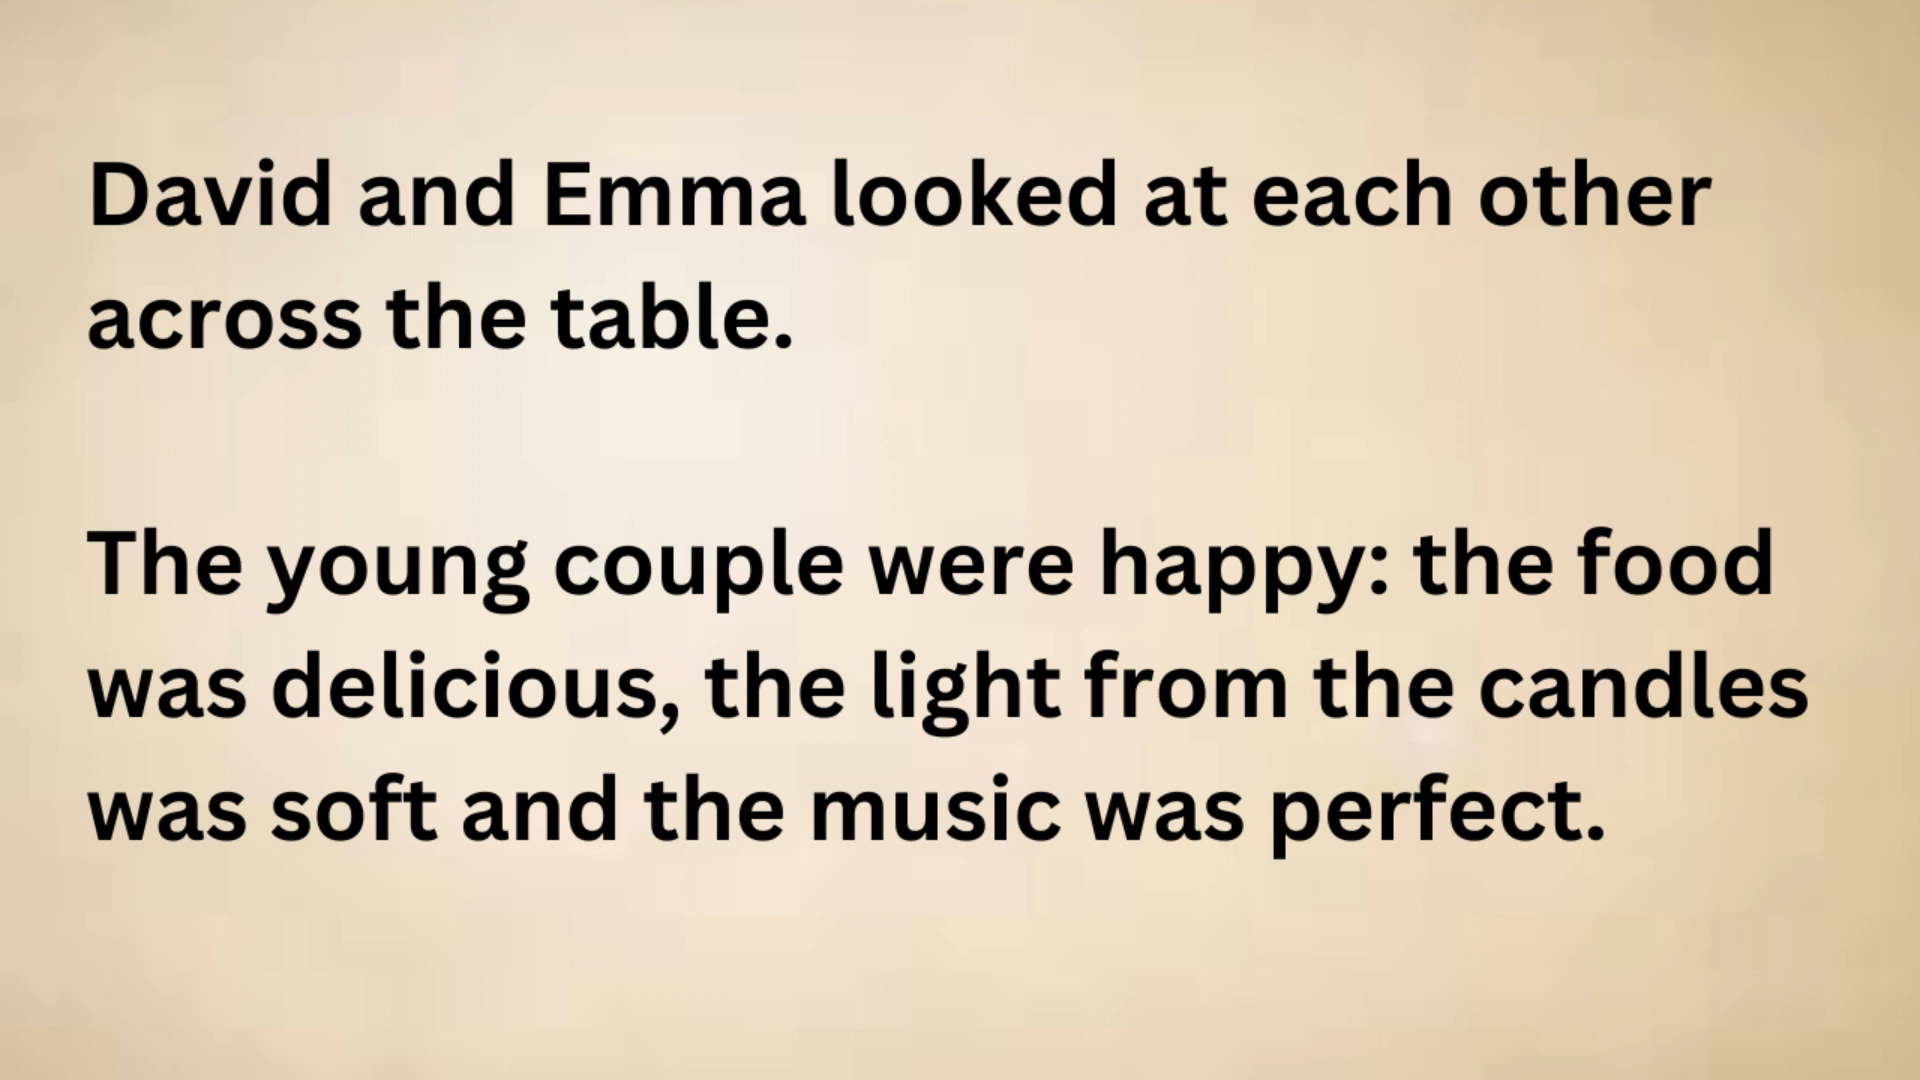 David and Emma looked at each other
across the table.
The young couple were happy: the food
was delicious, the light from the candles
was soft and the music was perfect.